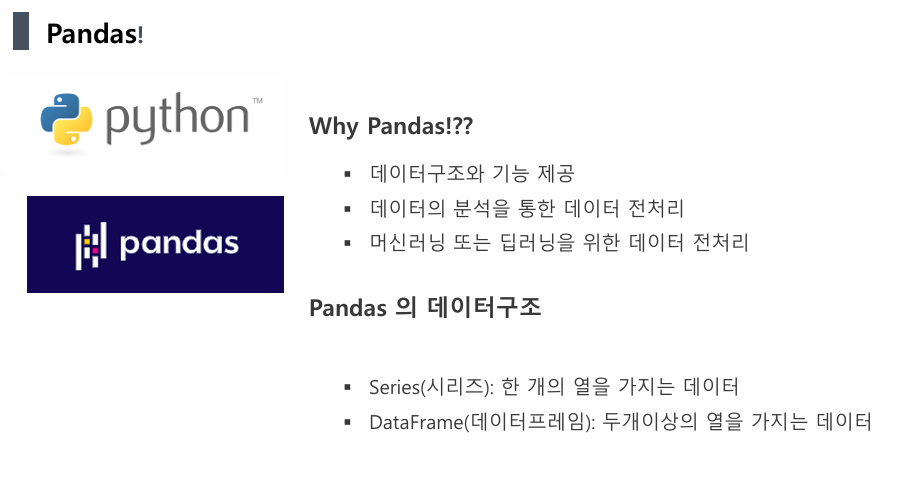 Pandas!
python™
pandas
Why Pandas!??
▪ 데이터구조와 기능 제공
▪ 데이터의 분석을 통한 데이터 전처리
▪ 머신러닝 또는 딥러닝을 위한 데이터 전처리
Pandas 의 데이터구조
▪ Series(시리즈): 한 개의 열을 가지는 데이터
▪ DataFrame(데이터프레임): 두개이상의 열을 가지는 데이터